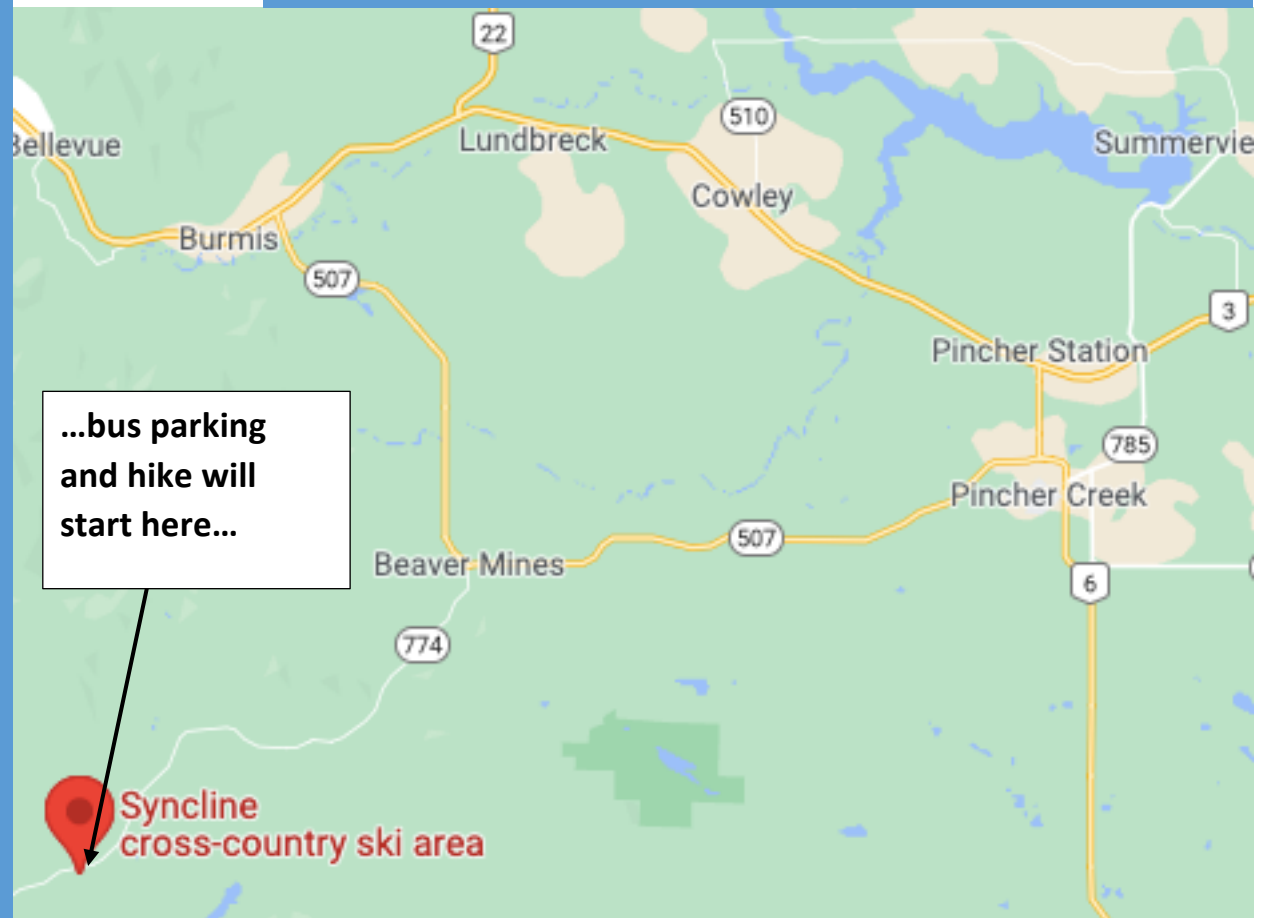 22
510
Bellevue
Lundbreck
Summervie
Cowley
Burmis
507
3
Pincher Station
…bus parking
and hike will
start here…
785
Pincher Creek
507
Beaver Mines
6
774
Syncline
cross-country ski area